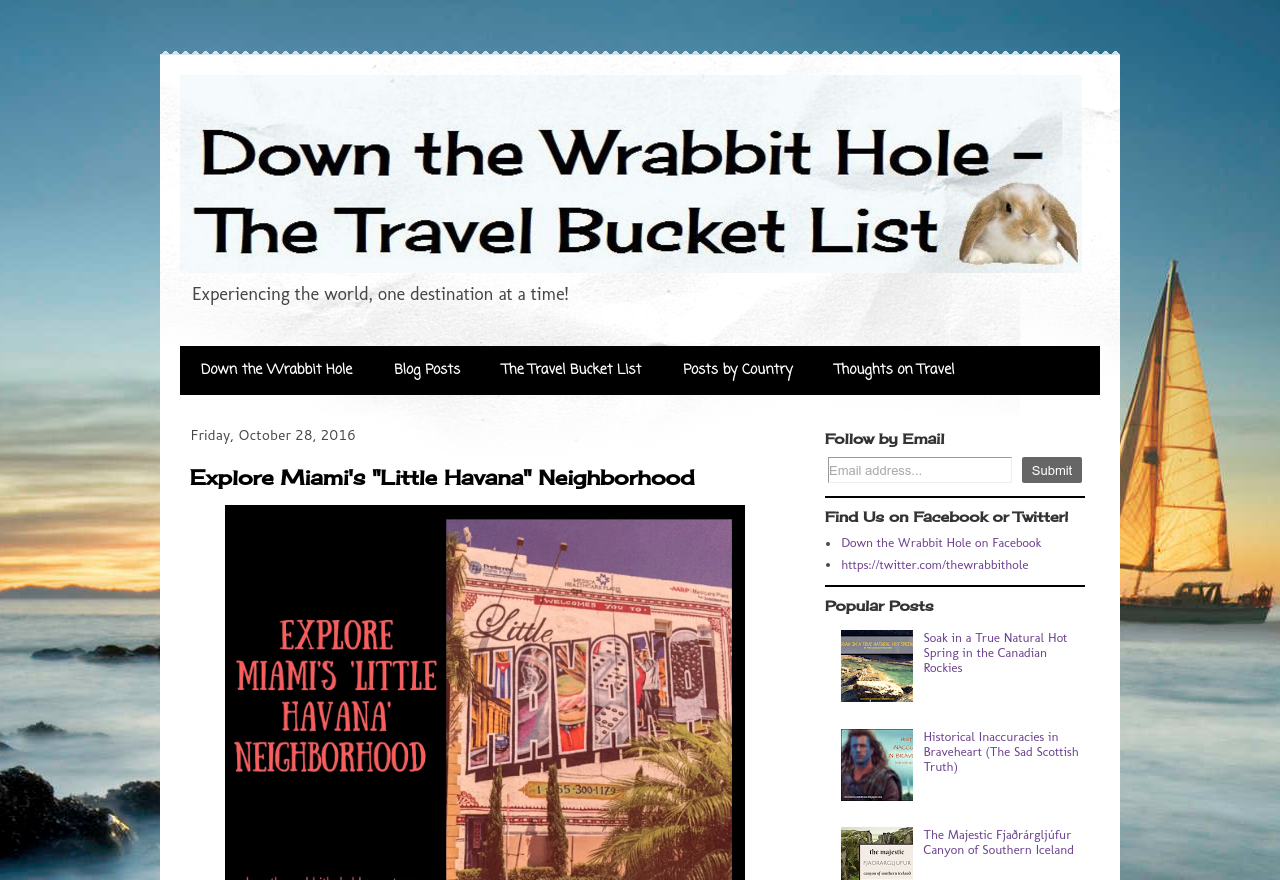 Down the Wrabbit Hole -
The Travel Bucket List
Experiencing the world, one destination at a time!
Down the Wrabbit Hole
Blog Posts
The Travel Bucket List
Posts by Country
Thoughts on Travel
Friday, October 28, 2016
Explore Miami's "Little Havana" Neighborhood
EXPLORE
MIAMI'S 'LITTLE
HAVANA'
NEIGHBORHOOD
WELCOMES YOU TO
Little
HAVANA
Follow by Email
Email address...
Submit
Find Us on Facebook or Twitter!
Down the Wrabbit Hole on Facebook
https://twitter.com/thewrabbithole
Popular Posts
Soak in a True Natural Hot
Spring in the Canadian
Rockies
Historical Inaccuracies in
Braveheart (The Sad Scottish
Truth)
the majestic
FJAÐRÁRGLJÚFUR
The Majestic Fjaðrárgljúfur
Canyon of Southern Iceland